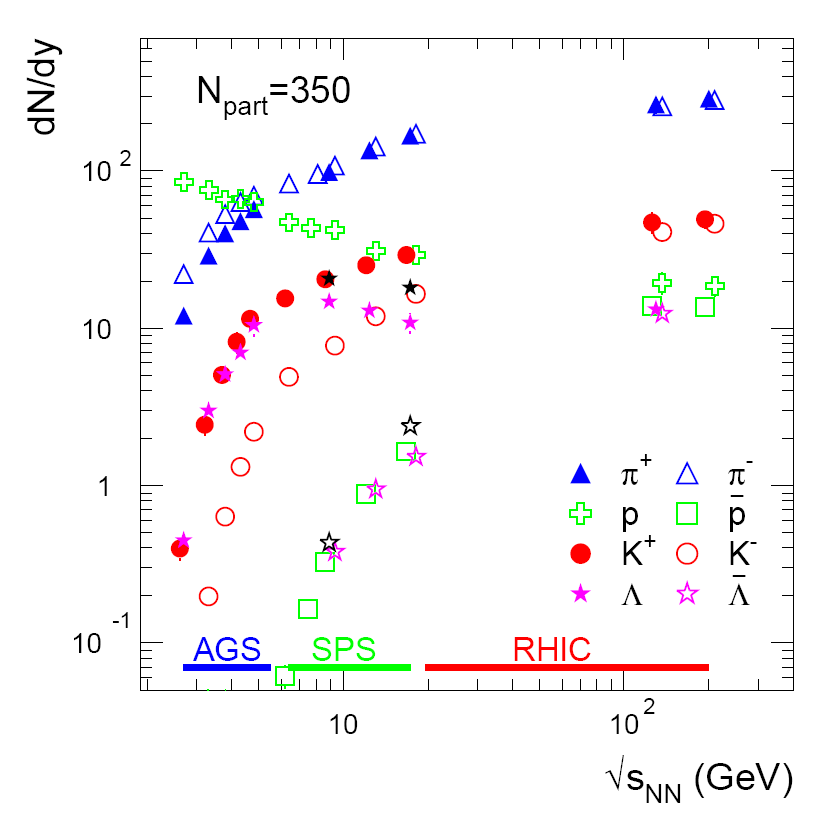 dN/dy
N_part=350
10^2
10
1
10^-1
π^+ π^-
p p̄
K^+ K^-
Λ Λ̄
AGS SPS RHIC
10 10^2
√s_NN (GeV)